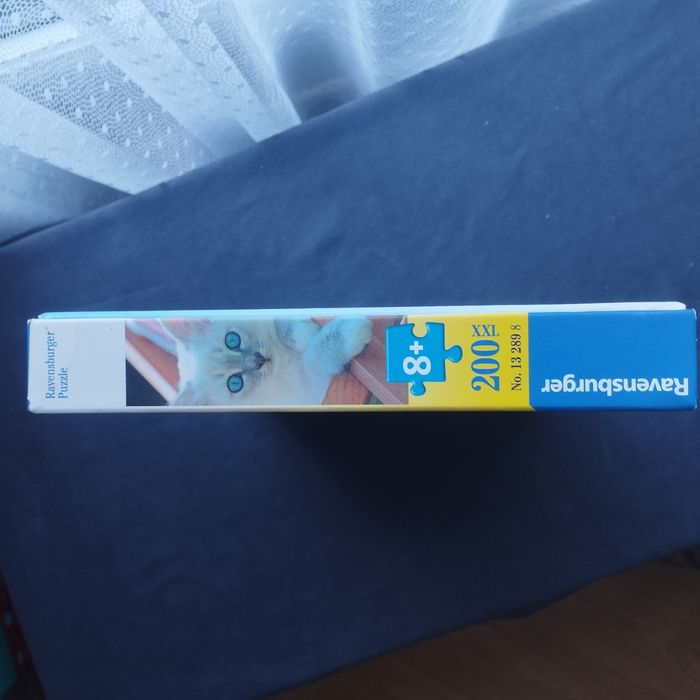 Ravensburger®
Puzzle
8+
200 XXL
No. 13 289 8
Ravensburger